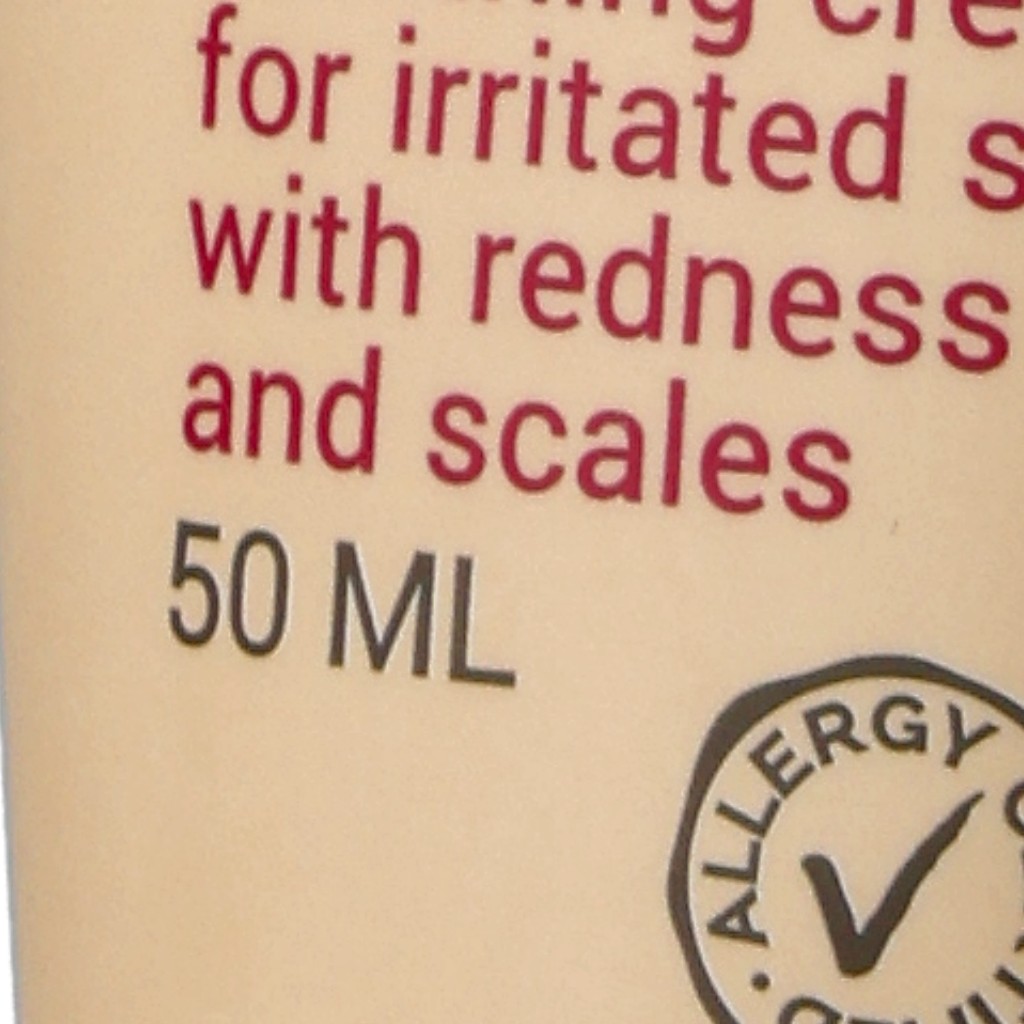 for irritated
with redness
and scales
50 ML
ALLERGY